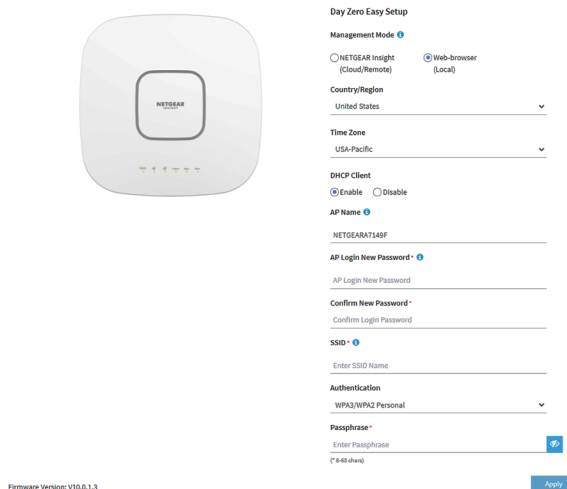 Day Zero Easy Setup
Management Mode
NETGEAR Insight
(Cloud/Remote)
Web-browser
(Local)
Country/Region
United States
Time Zone
USA-Pacific
DHCP Client
Enable Disable
AP Name
NETGEARA7149F
AP Login New Password *
AP Login New Password
Confirm New Password *
Confirm Login Password
SSID *
Enter SSID Name
Authentication
WPA3/WPA2 Personal
Passphrase *
Enter Passphrase
(* 8-63 chars)
Apply
NETGEAR
Firmware Version: V10.0.1.3